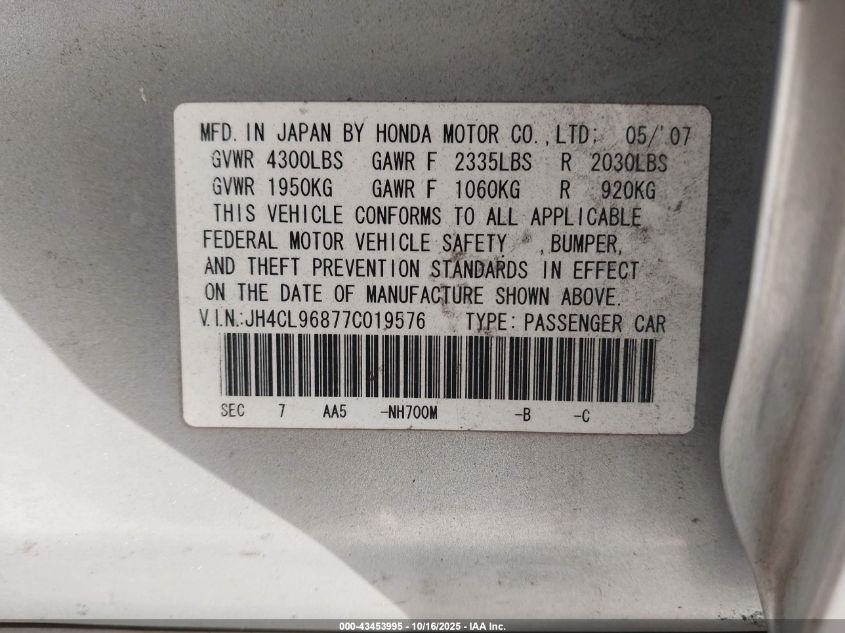 MFD. IN JAPAN BY HONDA MOTOR CO.,LTD. 05/'07
GVWR 4300LBS GAWR F 2335LBS R 2030LBS
GVWR 1950KG GAWR F 1060KG R 920KG
THIS VEHICLE CONFORMS TO ALL APPLICABLE
FEDERAL MOTOR VEHICLE SAFETY ,BUMPER,
AND THEFT PREVENTION STANDARDS IN EFFECT
ON THE DATE OF MANUFACTURE SHOWN ABOVE.
V.I.N.:JH4CL96877C019576 TYPE: PASSENGER CAR
SEC 7 AA5 -NH700M -B -C
000-43453995 - 10/16/2025 - IAA Inc.